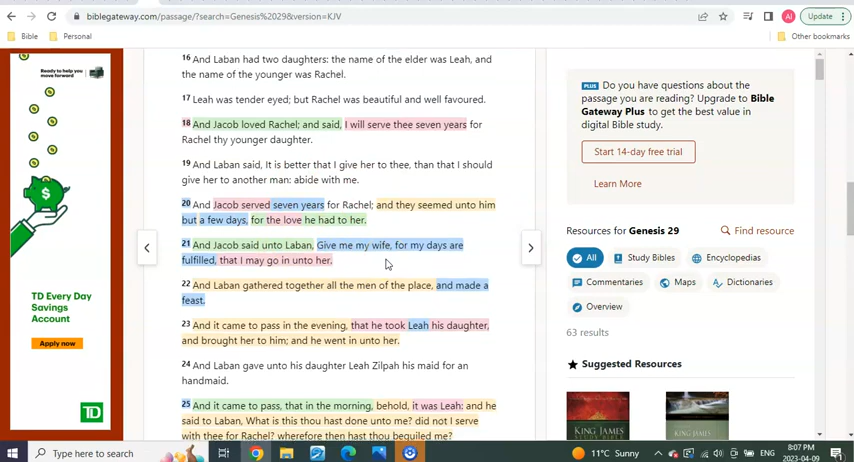 biblegateway.com/passage/?search=Genesis%2029&version=KJV
AI
Update
Bible
Personal
Other bookmarks
Ready to help you
move forward
TD Every Day
Savings
Account
Apply now
TD
16 And Laban had two daughters: the name of the elder was Leah, and
the name of the younger was Rachel.
17 Leah was tender eyed; but Rachel was beautiful and well favoured.
18 And Jacob loved Rachel; and said, I will serve thee seven years for
Rachel thy younger daughter.
19 And Laban said, It is better that I give her to thee, than that I should
give her to another man: abide with me.
20 And Jacob served seven years for Rachel; and they seemed unto him
but a few days, for the love he had to her.
21 And Jacob said unto Laban, Give me my wife, for my days are
fulfilled, that I may go in unto her.
22 And Laban gathered together all the men of the place, and made a
feast.
23 And it came to pass in the evening, that he took Leah his daughter,
and brought her to him; and he went in unto her.
24 And Laban gave unto his daughter Leah Zilpah his maid for an
handmaid.
25 And it came to pass, that in the morning, behold, it was Leah: and he
said to Laban, What is this thou hast done unto me? did not I serve
with thee for Rachel? wherefore then hast thou beguiled me?
PLUS Do you have questions about the
passage you are reading? Upgrade to Bible
Gateway Plus to get the best value in
digital Bible study.
Start 14-day free trial
Learn More
Resources for Genesis 29
Find resource
All
Study Bibles
Encyclopedias
Commentaries
Maps
Dictionaries
Overview
63 results
Suggested Resources
KING JAMES
KING JAMES
Type here to search
11°C Sunny
ENG
8:07 PM
2023-04-09